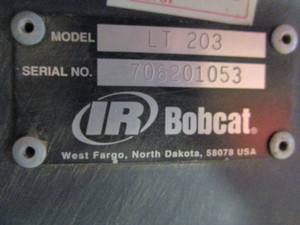 MODEL LT 203
SERIAL NO. 706201053
IR Bobcat®
West Fargo, North Dakota, 58078 USA